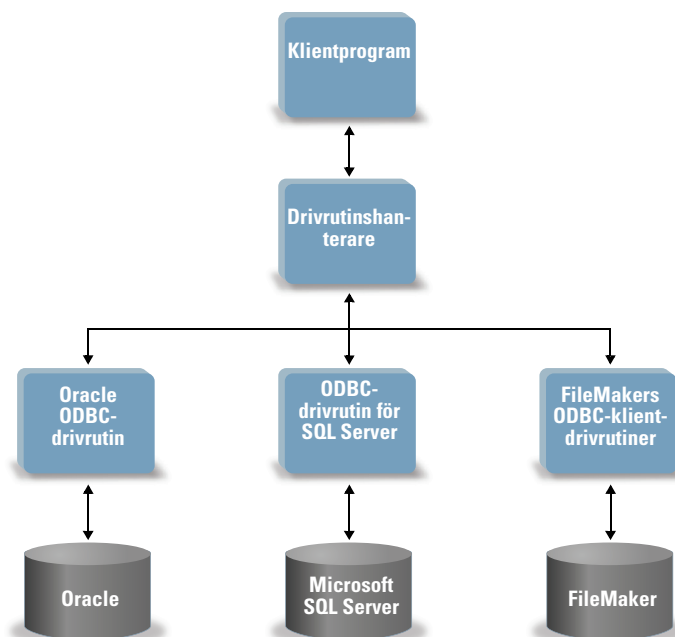 Klientprogram
Drivrutinshan-
terare
Oracle
ODBC-
drivrutin
ODBC-
drivrutin för
SQL Server
FileMakers
ODBC-klient-
drivrutiner
Oracle
Microsoft
SQL Server
FileMaker